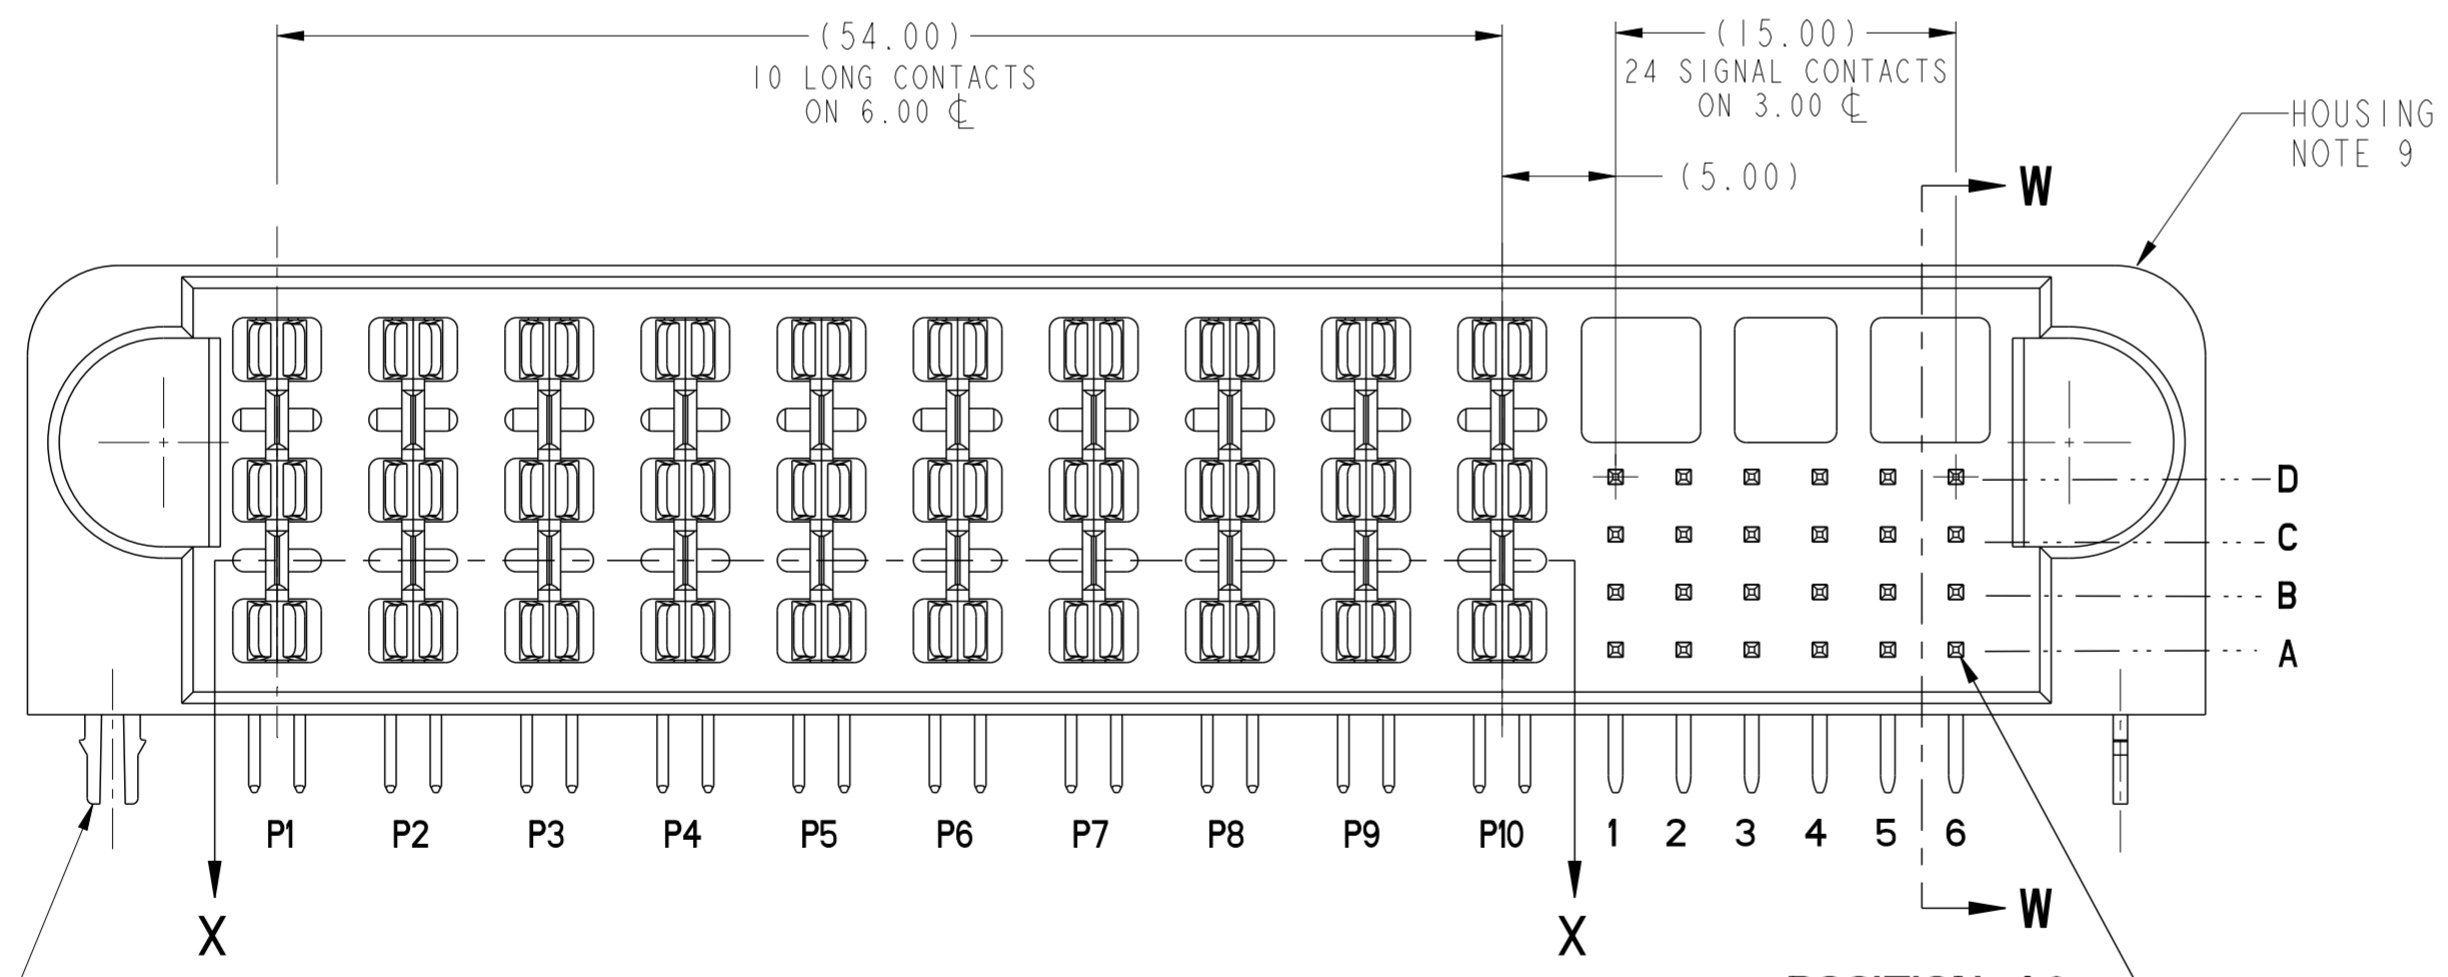 (54.00)
10 LONG CONTACTS
ON 6.00 ℄
(15.00)
24 SIGNAL CONTACTS
ON 3.00 ℄
HOUSING
NOTE 9
(5.00)
W
D
C
B
A
P1 P2 P3 P4 P5 P6 P7 P8 P9 P10 1 2 3 4 5 6
X
X
W